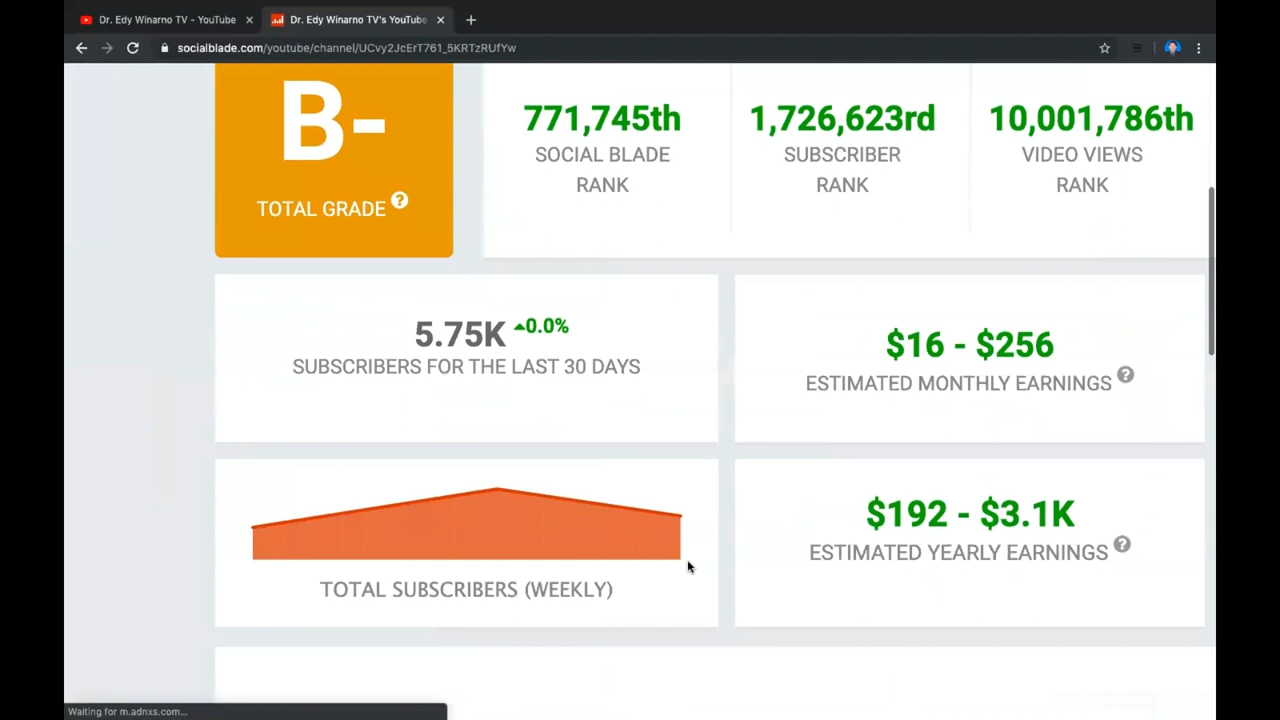 Dr. Edy Winarno TV - YouTube
Dr. Edy Winarno TV's YouTube
socialblade.com/youtube/channel/UCvy2JcErT761_5KRTzRUfYw
B-
TOTAL GRADE ?
771,745th
SOCIAL BLADE
RANK
1,726,623rd
SUBSCRIBER
RANK
10,001,786th
VIDEO VIEWS
RANK
5.75K 0.0%
SUBSCRIBERS FOR THE LAST 30 DAYS
$16 - $256
ESTIMATED MONTHLY EARNINGS ?
TOTAL SUBSCRIBERS (WEEKLY)
$192 - $3.1K
ESTIMATED YEARLY EARNINGS ?
Waiting for m.adnxs.com...